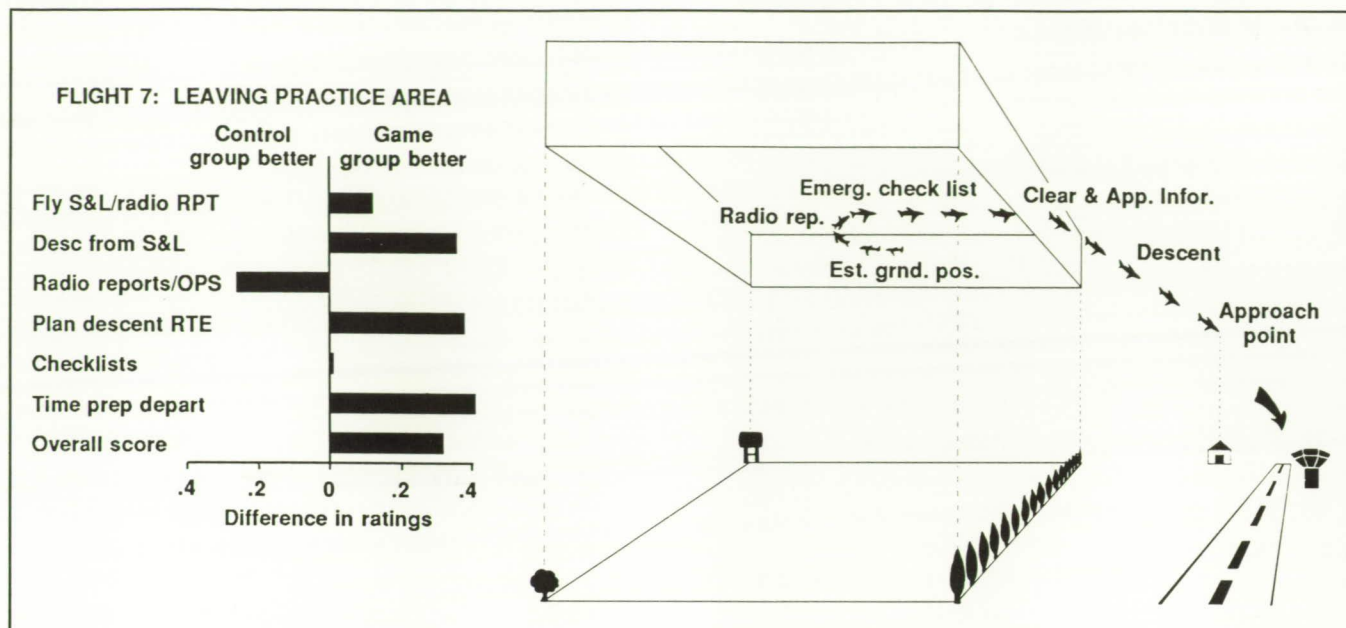 FLIGHT 7: LEAVING PRACTICE AREA
Control
group better
Game
group better
Fly S&L/radio RPT
Desc from S&L
Radio reports/OPS
Plan descent RTE
Checklists
Time prep depart
Overall score
.4 .2 0 .2 .4
Difference in ratings
Emerg. check list
Clear & App. Infor.
Radio rep.
Est. grnd. pos.
Descent
Approach
point